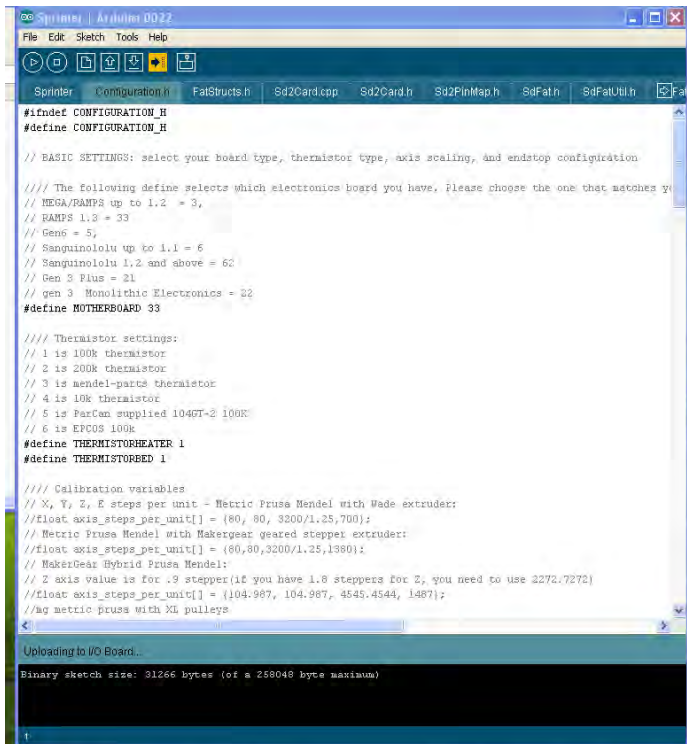 Sprinter | Arduino 0022
File Edit Sketch Tools Help
Sprinter Configuration.h FatStructs.h Sd2Card.cpp Sd2Card.h Sd2PinMap.h SdFat.h SdFatUtil.h Fa
#ifndef CONFIGURATION_H
#define CONFIGURATION_H
// BASIC SETTINGS: select your board type, thermistor type, axis scaling, and endstop configuration
//// The following define selects which electronics board you have. Please choose the one that matches y
// MEGA/RAMPS up to 1.2 = 3,
// RAMPS 1.3 = 33
// Gen6 = 5,
// Sanguinololu up to 1.1 = 6
// Sanguinololu 1.2 and above = 62
// Gen 3 Plus = 21
// gen 3 Monolithic Electronics = 22
#define MOTHERBOARD 33
//// Thermistor settings:
// 1 is 100k thermistor
// 2 is 200k thermistor
// 3 is mendel-parts thermistor
// 4 is 10k thermistor
// 5 is ParCan supplied 104GT-2 100K
// 6 is EPCOS 100k
#define THERMISTORHEATER 1
#define THERMISTORBED 1
//// Calibration variables
// X, Y, Z, E steps per unit - Metric Prusa Mendel with Wade extruder:
//float axis_steps_per_unit[] = {80, 80, 3200/1.25,700};
// Metric Prusa Mendel with Makergear geared stepper extruder:
//float axis_steps_per_unit[] = {80,80,3200/1.25,1380};
// MakerGear Hybrid Prusa Mendel:
// Z axis value is for .9 stepper(if you have 1.8 steppers for Z, you need to use 2272.7272)
//float axis_steps_per_unit[] = {104.987, 104.987, 4545.4544, 1487};
//mg metric prusa with XL pulleys
Uploading to I/O Board...
Binary sketch size: 31266 bytes (of a 258048 byte maximum)
1